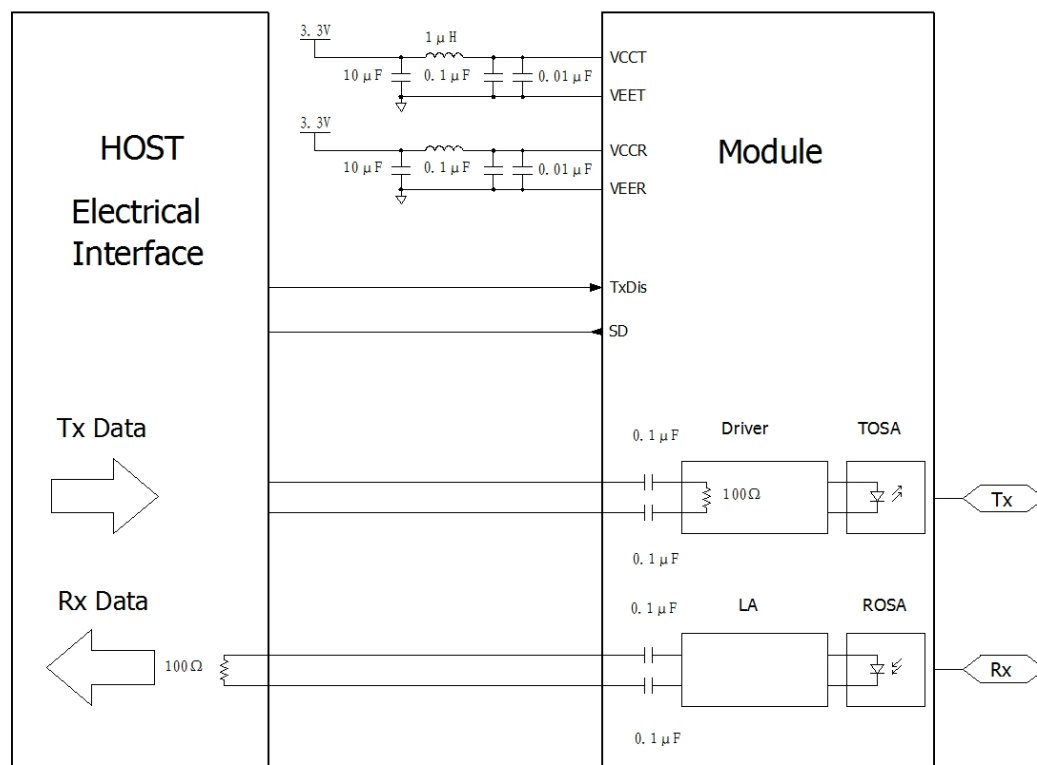 3.3V
1μH
VCCT
10μF
0.1μF
0.01μF
VEET
3.3V
HOST
Electrical
Interface
Module
VCCR
10μF
0.1μF
0.01μF
VEER
TxDis
SD
Tx Data
0.1μF
Driver
TOSA
100Ω
Tx
0.1μF
Rx Data
0.1μF
LA
ROSA
100Ω
Rx
0.1μF